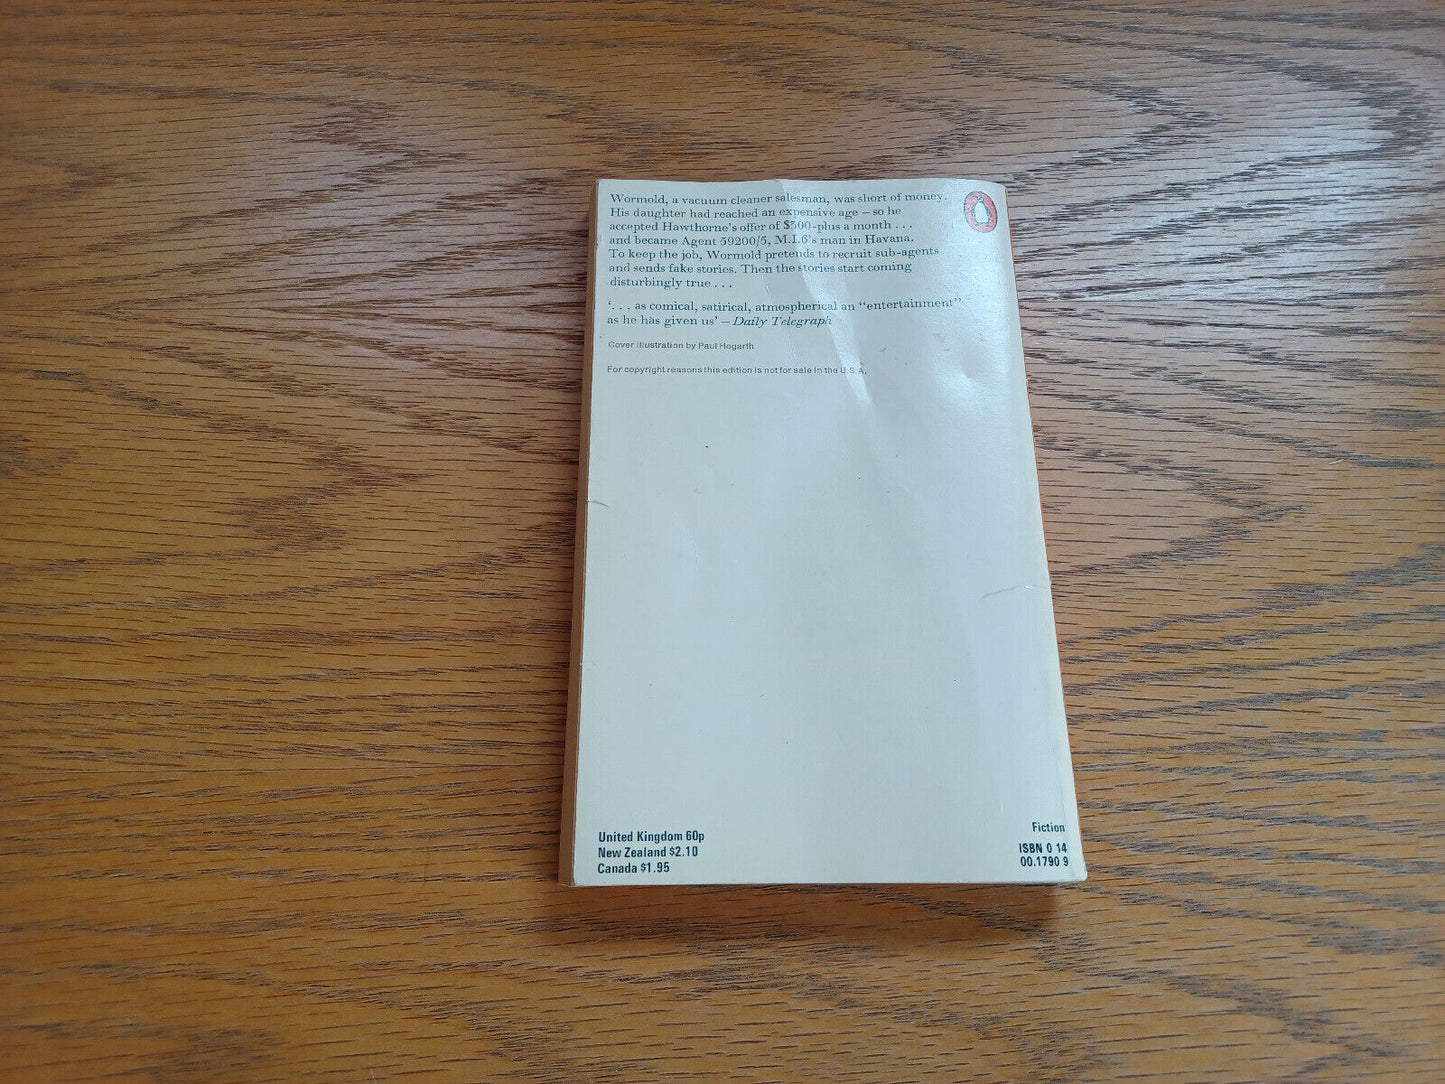 Wormold, a vacuum cleaner salesman, was short of money.
His daughter had reached an expensive age – so he
accepted Hawthorne's offer of $300-plus a month . . .
and became Agent 59200/5, M.I.6's man in Havana.
To keep the job, Wormold pretends to recruit sub-agents
and sends fake stories. Then the stories start coming
disturbingly true . . .
'. . . as comical, satirical, atmospherical an "entertainment"
as he has given us' – Daily Telegraph
Cover illustration by Paul Hogarth
For copyright reasons this edition is not for sale in the U.S.A.
United Kingdom 60p
New Zealand $2.10
Canada $1.95
Fiction
ISBN 0 14
00.1790 9